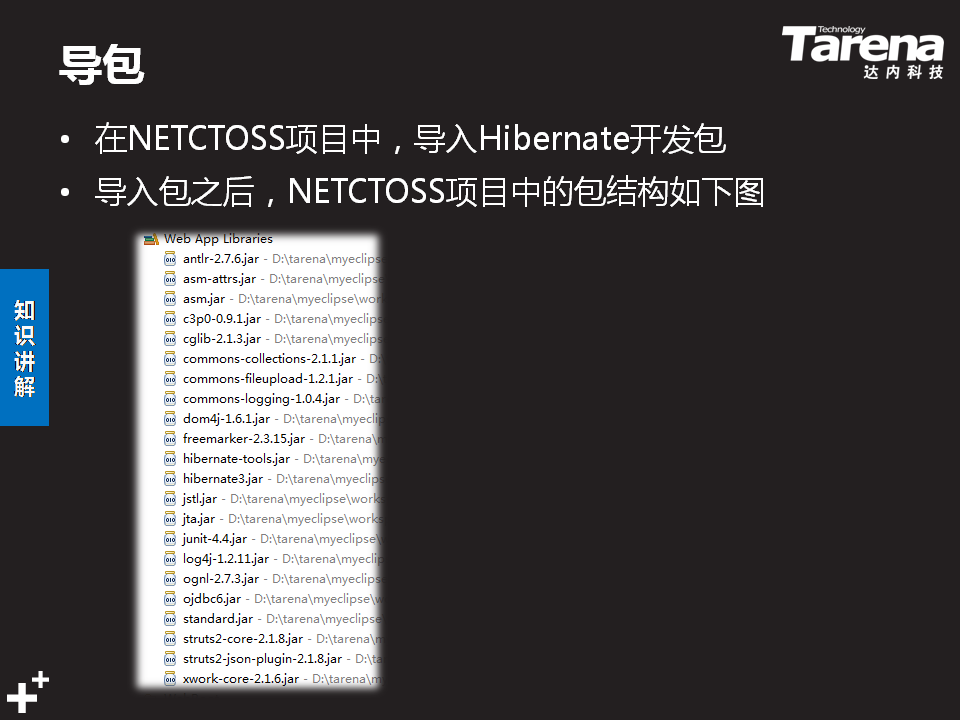 Technology
Tarena
达内科技
导包
• 在NETCTOSS项目中，导入Hibernate开发包
• 导入包之后，NETCTOSS项目中的包结构如下图
知识讲解
Web App Libraries
antlr-2.7.6.jar - D:\tarena\myeclipse
asm-attrs.jar - D:\tarena\myeclipse
asm.jar - D:\tarena\myeclipse\wor
c3p0-0.9.1.jar - D:\tarena\myeclips
cglib-2.1.3.jar - D:\tarena\myeclips
commons-collections-2.1.1.jar - D:
commons-fileupload-1.2.1.jar - D:\
commons-logging-1.0.4.jar - D:\ta
dom4j-1.6.1.jar - D:\tarena\myeclip
freemarker-2.3.15.jar - D:\tarena\m
hibernate-tools.jar - D:\tarena\mye
hibernate3.jar - D:\tarena\myeclips
jstl.jar - D:\tarena\myeclipse\works
jta.jar - D:\tarena\myeclipse\works
junit-4.4.jar - D:\tarena\myeclipse\
log4j-1.2.11.jar - D:\tarena\myeclip
ognl-2.7.3.jar - D:\tarena\myeclipse
ojdbc6.jar - D:\tarena\myeclipse\w
standard.jar - D:\tarena\myeclipse
struts2-core-2.1.8.jar - D:\tarena\m
struts2-json-plugin-2.1.8.jar - D:\ta
xwork-core-2.1.6.jar - D:\tarena\m